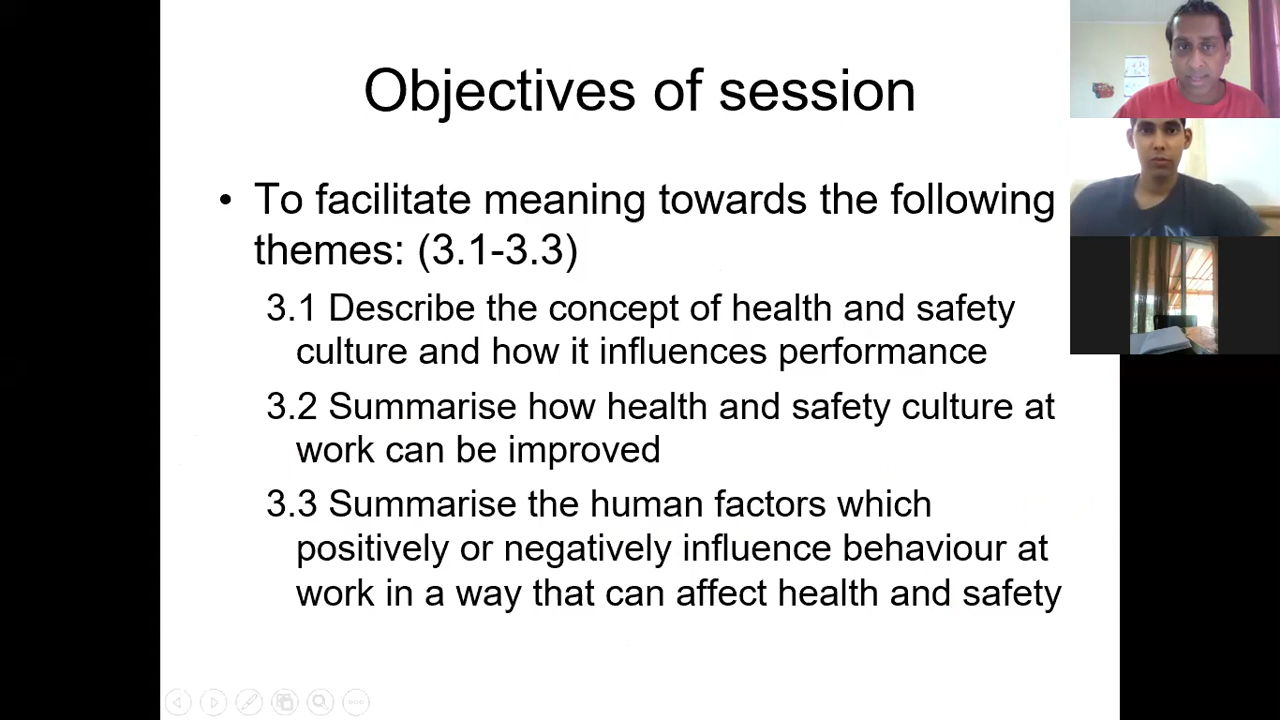 Objectives of session
• To facilitate meaning towards the following
themes: (3.1-3.3)
3.1 Describe the concept of health and safety
culture and how it influences performance
3.2 Summarise how health and safety culture at
work can be improved
3.3 Summarise the human factors which
positively or negatively influence behaviour at
work in a way that can affect health and safety